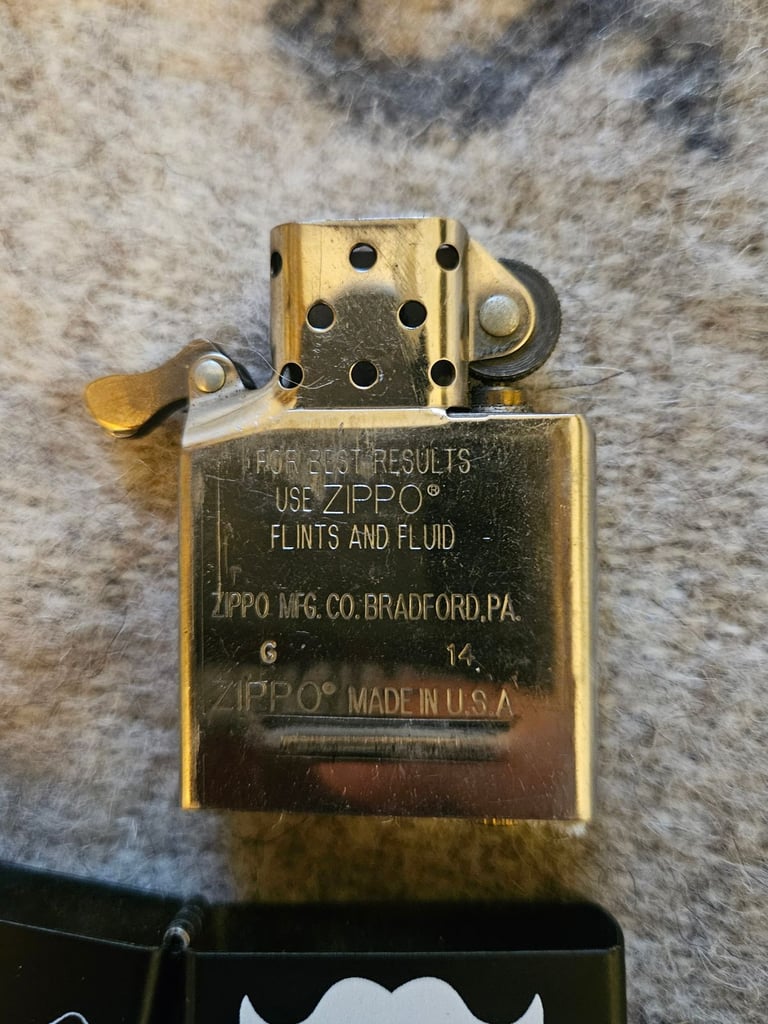 FOR BEST RESULTS
USE ZIPPO®
FLINTS AND FLUID
ZIPPO MFG. CO. BRADFORD, PA.
G 14
ZIPPO® MADE IN U.S.A